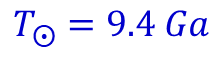 T⊙ = 9.4 Ga